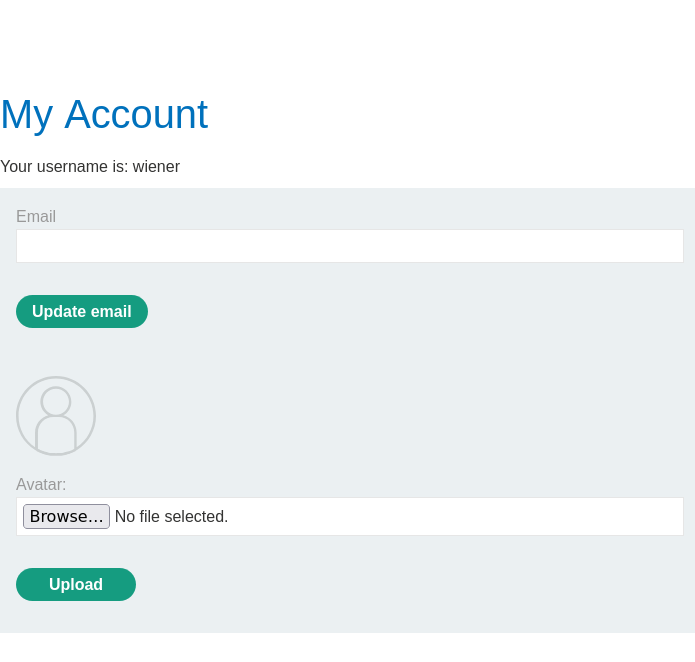 My Account
Your username is: wiener
Email
Update email
Avatar:
Browse... No file selected.
Upload